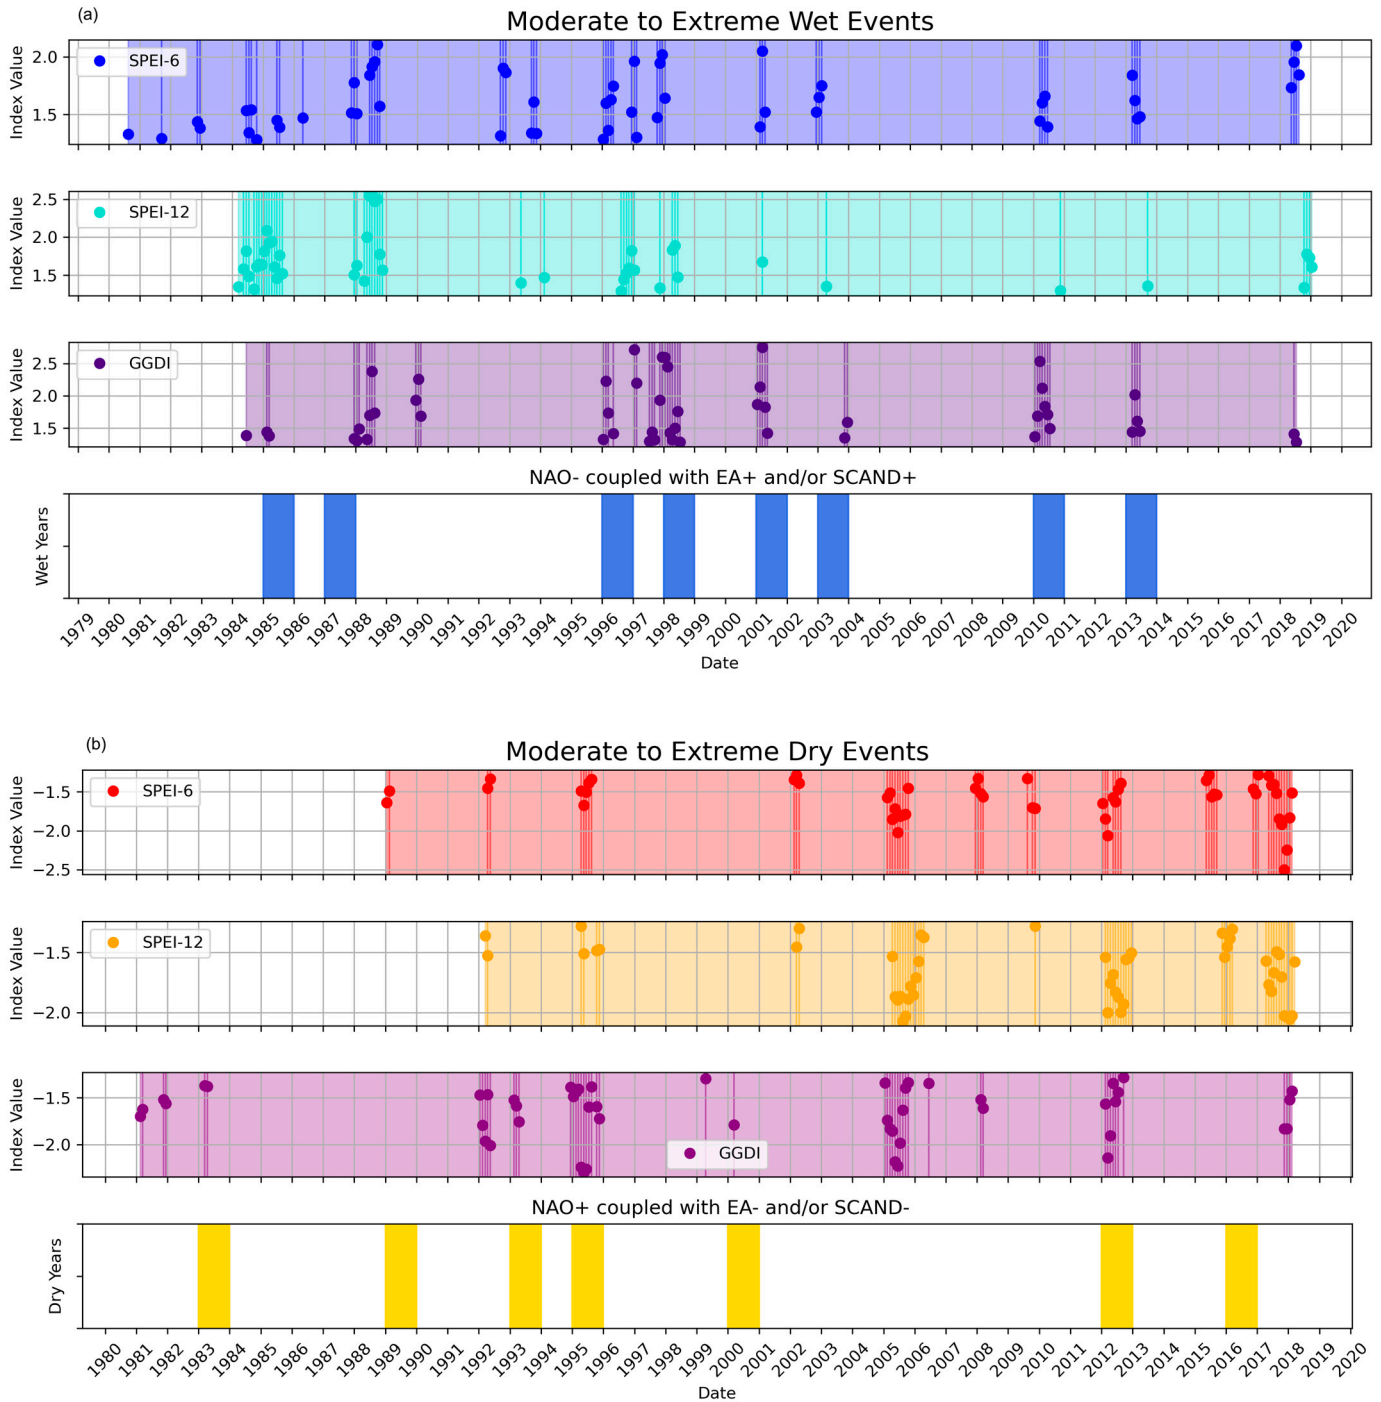 (a)
Moderate to Extreme Wet Events
Index Value
2.0
1.5
SPEI-6
Index Value
2.5
2.0
1.5
SPEI-12
Index Value
2.5
2.0
1.5
GGDI
NAO- coupled with EA+ and/or SCAND+
Wet Years
1979 1980 1981 1982 1983 1984 1985 1986 1987 1988 1989 1990 1991 1992 1993 1994 1995 1996 1997 1998 1999 2000 2001 2002 2003 2004 2005 2006 2007 2008 2009 2010 2011 2012 2013 2014 2015 2016 2017 2018 2019 2020
Date
(b)
Moderate to Extreme Dry Events
Index Value
−1.5
−2.0
−2.5
SPEI-6
Index Value
−1.5
−2.0
SPEI-12
Index Value
−1.5
−2.0
GGDI
NAO+ coupled with EA- and/or SCAND-
Dry Years
1980 1981 1982 1983 1984 1985 1986 1987 1988 1989 1990 1991 1992 1993 1994 1995 1996 1997 1998 1999 2000 2001 2002 2003 2004 2005 2006 2007 2008 2009 2010 2011 2012 2013 2014 2015 2016 2017 2018 2019 2020
Date